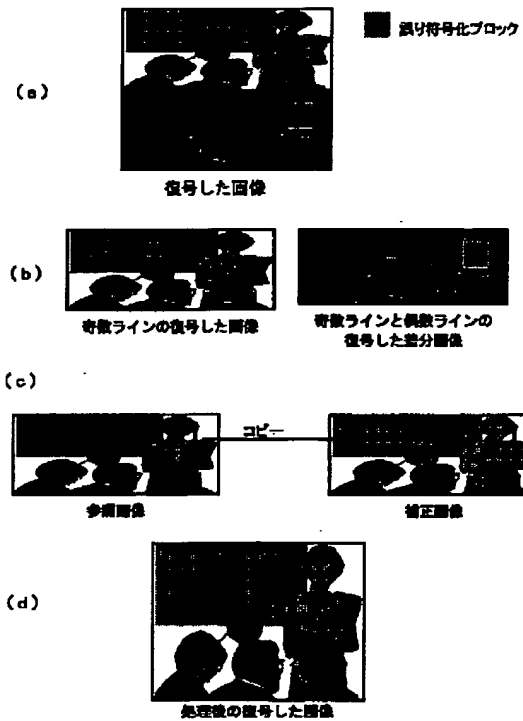 誤り符号化ブロック
(a)
復号した画像
(b)
奇数ラインの復号した画像
奇数ラインと偶数ラインの
復号した差分画像
(c)
コピー
参照画像
補正画像
(d)
処理後の復号した画像